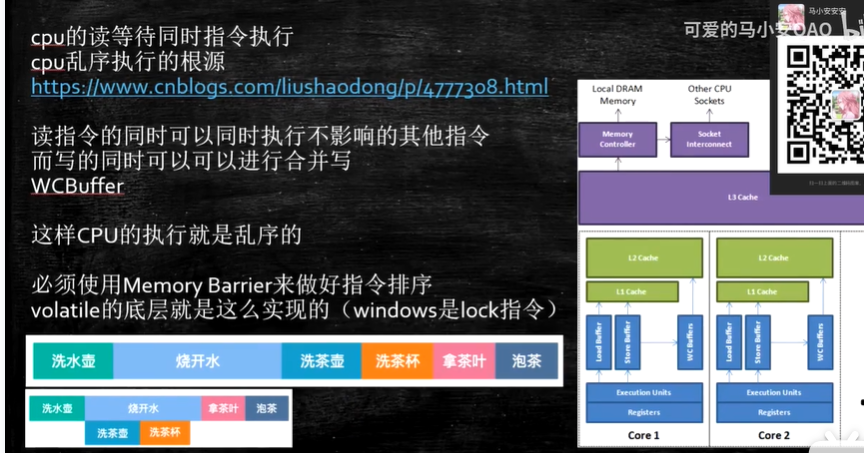 cpu的读等待同时指令执行
cpu乱序执行的根源
https://www.cnblogs.com/liushaodong/p/4777308.html
读指令的同时可以同时执行不影响的其他指令
而写的同时可以可以进行合并写
WCBuffer
这样CPU的执行就是乱序的
必须使用Memory Barrier来做好指令排序
volatile的底层就是这么实现的（windows是lock指令）
洗水壶 烧开水 洗茶壶 洗茶杯 拿茶叶 泡茶
洗水壶 烧开水 拿茶叶 泡茶
洗茶壶 洗茶杯
马小安安安
可爱的马小安OAO
Local DRAM Memory
Other CPU Sockets
Memory Controller
Socket Interconnect
L3 Cache
L2 Cache
L1 Cache
Load Buffer
Store Buffer
WC Buffers
Execution Units
Registers
Core 1
L2 Cache
L1 Cache
Load Buffer
Store Buffer
WC Buffers
Execution Units
Registers
Core 2